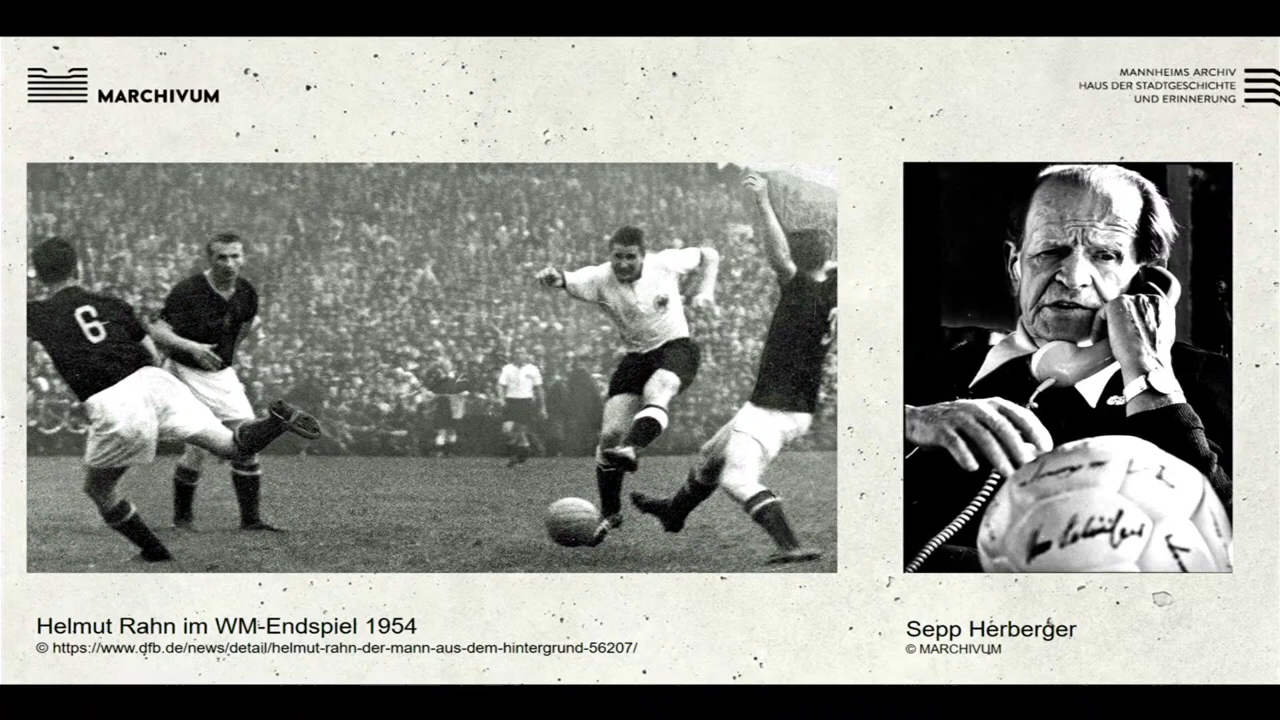 MARCHIVUM
MANNHEIMS ARCHIV
HAUS DER STADTGESCHICHTE
UND ERINNERUNG
6
Helmut Rahn im WM-Endspiel 1954
© https://www.dfb.de/news/detail/helmut-rahn-der-mann-aus-dem-hintergrund-56207/
Sepp Herberger
© MARCHIVUM